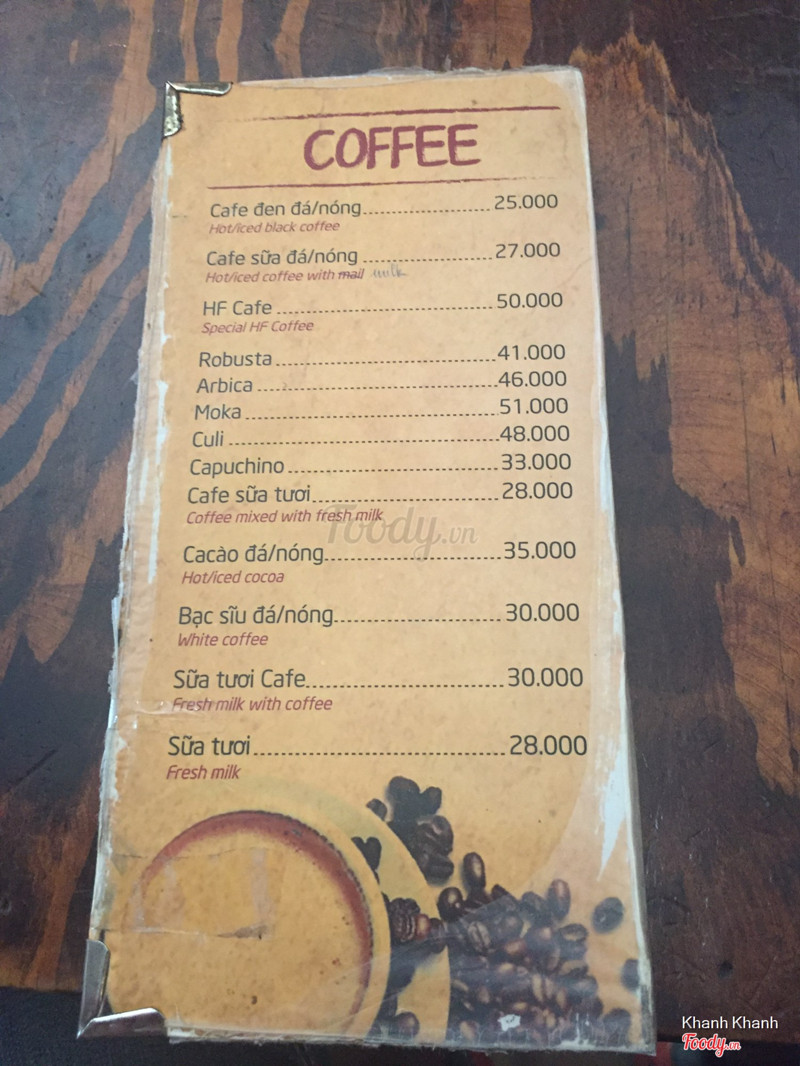 COFFEE
Cafe đen đá/nóng 25.000
Hot/iced black coffee
Cafe sữa đá/nóng 27.000
Hot/iced coffee with mail milk
HF Cafe 50.000
Special HF Coffee
Robusta 41.000
Arbica 46.000
Moka 51.000
Culi 48.000
Capuchino 33.000
Cafe sữa tươi 28.000
Coffee mixed with fresh milk
Foody.vn
Cacào đá/nóng 35.000
Hot/iced cocoa
Bạc sĩu đá/nóng 30.000
White coffee
Sữa tươi Cafe 30.000
Fresh milk with coffee
Sữa tươi 28.000
Fresh milk
Khanh Khanh
Foody.vn